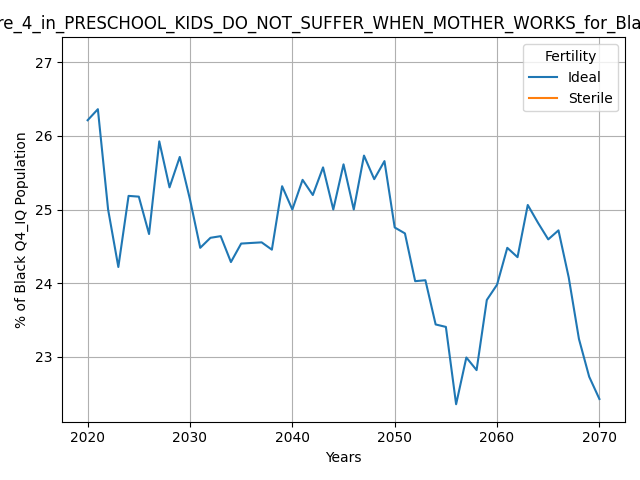 re_4_in_PRESCHOOL_KIDS_DO_NOT_SUFFER_WHEN_MOTHER_WORKS_for_Bla
Fertility
Ideal
Sterile
% of Black Q4_IQ Population
27
26
25
24
23
2020 2030 2040 2050 2060 2070
Years